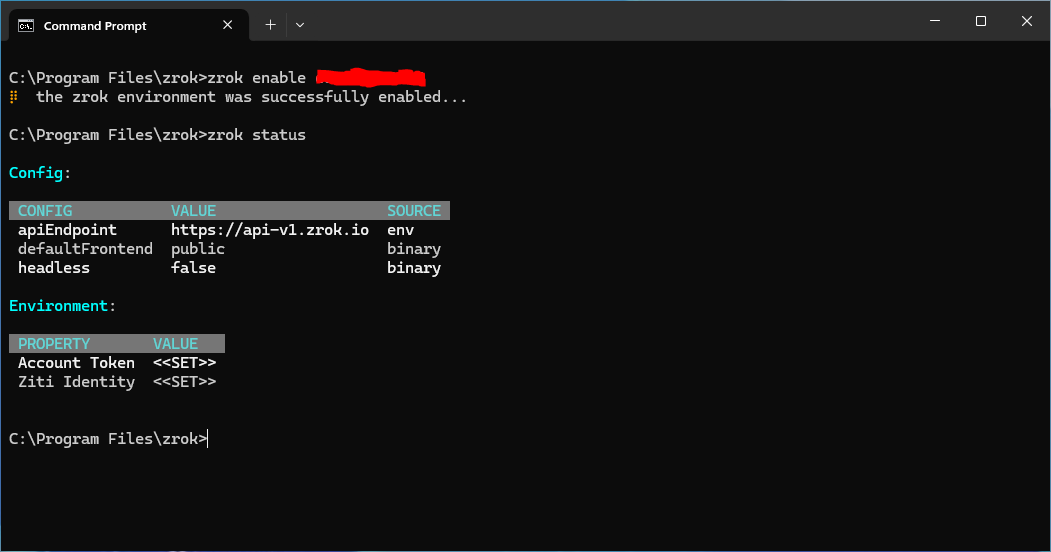 Command Prompt
C:\Program Files\zrok>zrok enable
the zrok environment was successfully enabled...
C:\Program Files\zrok>zrok status
Config:
CONFIG VALUE SOURCE
apiEndpoint https://api-v1.zrok.io env
defaultFrontend public binary
headless false binary
Environment:
PROPERTY VALUE
Account Token <<SET>>
Ziti Identity <<SET>>
C:\Program Files\zrok>